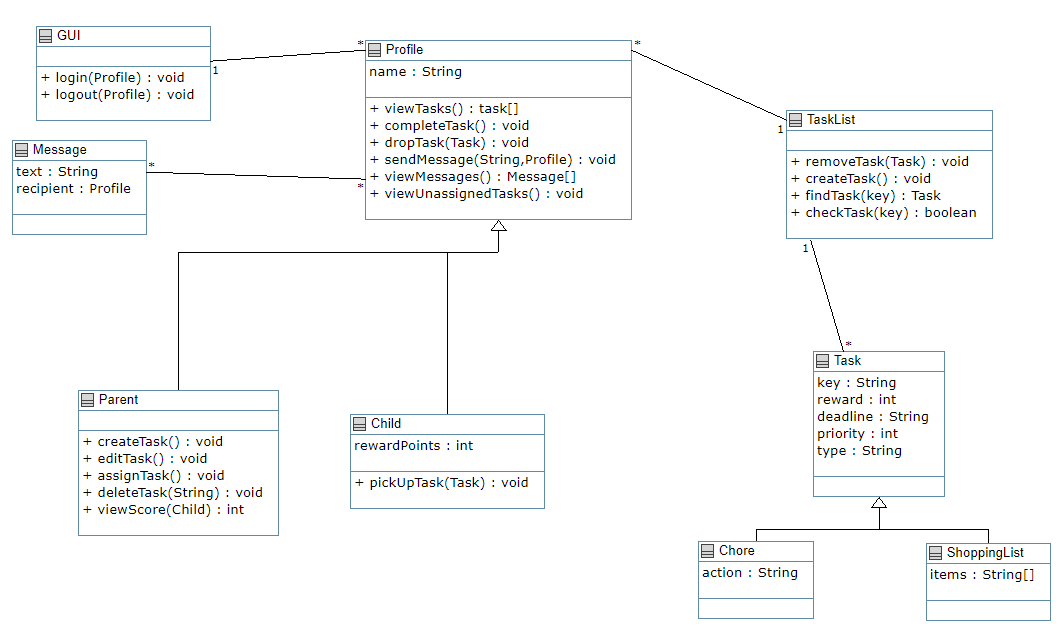 GUI
+ login(Profile) : void
+ logout(Profile) : void
1
*
Profile
name : String
+ viewTasks() : task[]
+ completeTask() : void
+ dropTask(Task) : void
+ sendMessage(String,Profile) : void
+ viewMessages() : Message[]
+ viewUnassignedTasks() : void
*
1
TaskList
+ removeTask(Task) : void
+ createTask() : void
+ findTask(key) : Task
+ checkTask(key) : boolean
Message
text : String
recipient : Profile
*
*
1
*
Task
key : String
reward : int
deadline : String
priority : int
type : String
Parent
+ createTask() : void
+ editTask() : void
+ assignTask() : void
+ deleteTask(String) : void
+ viewScore(Child) : int
Child
rewardPoints : int
+ pickUpTask(Task) : void
Chore
action : String
ShoppingList
items : String[]